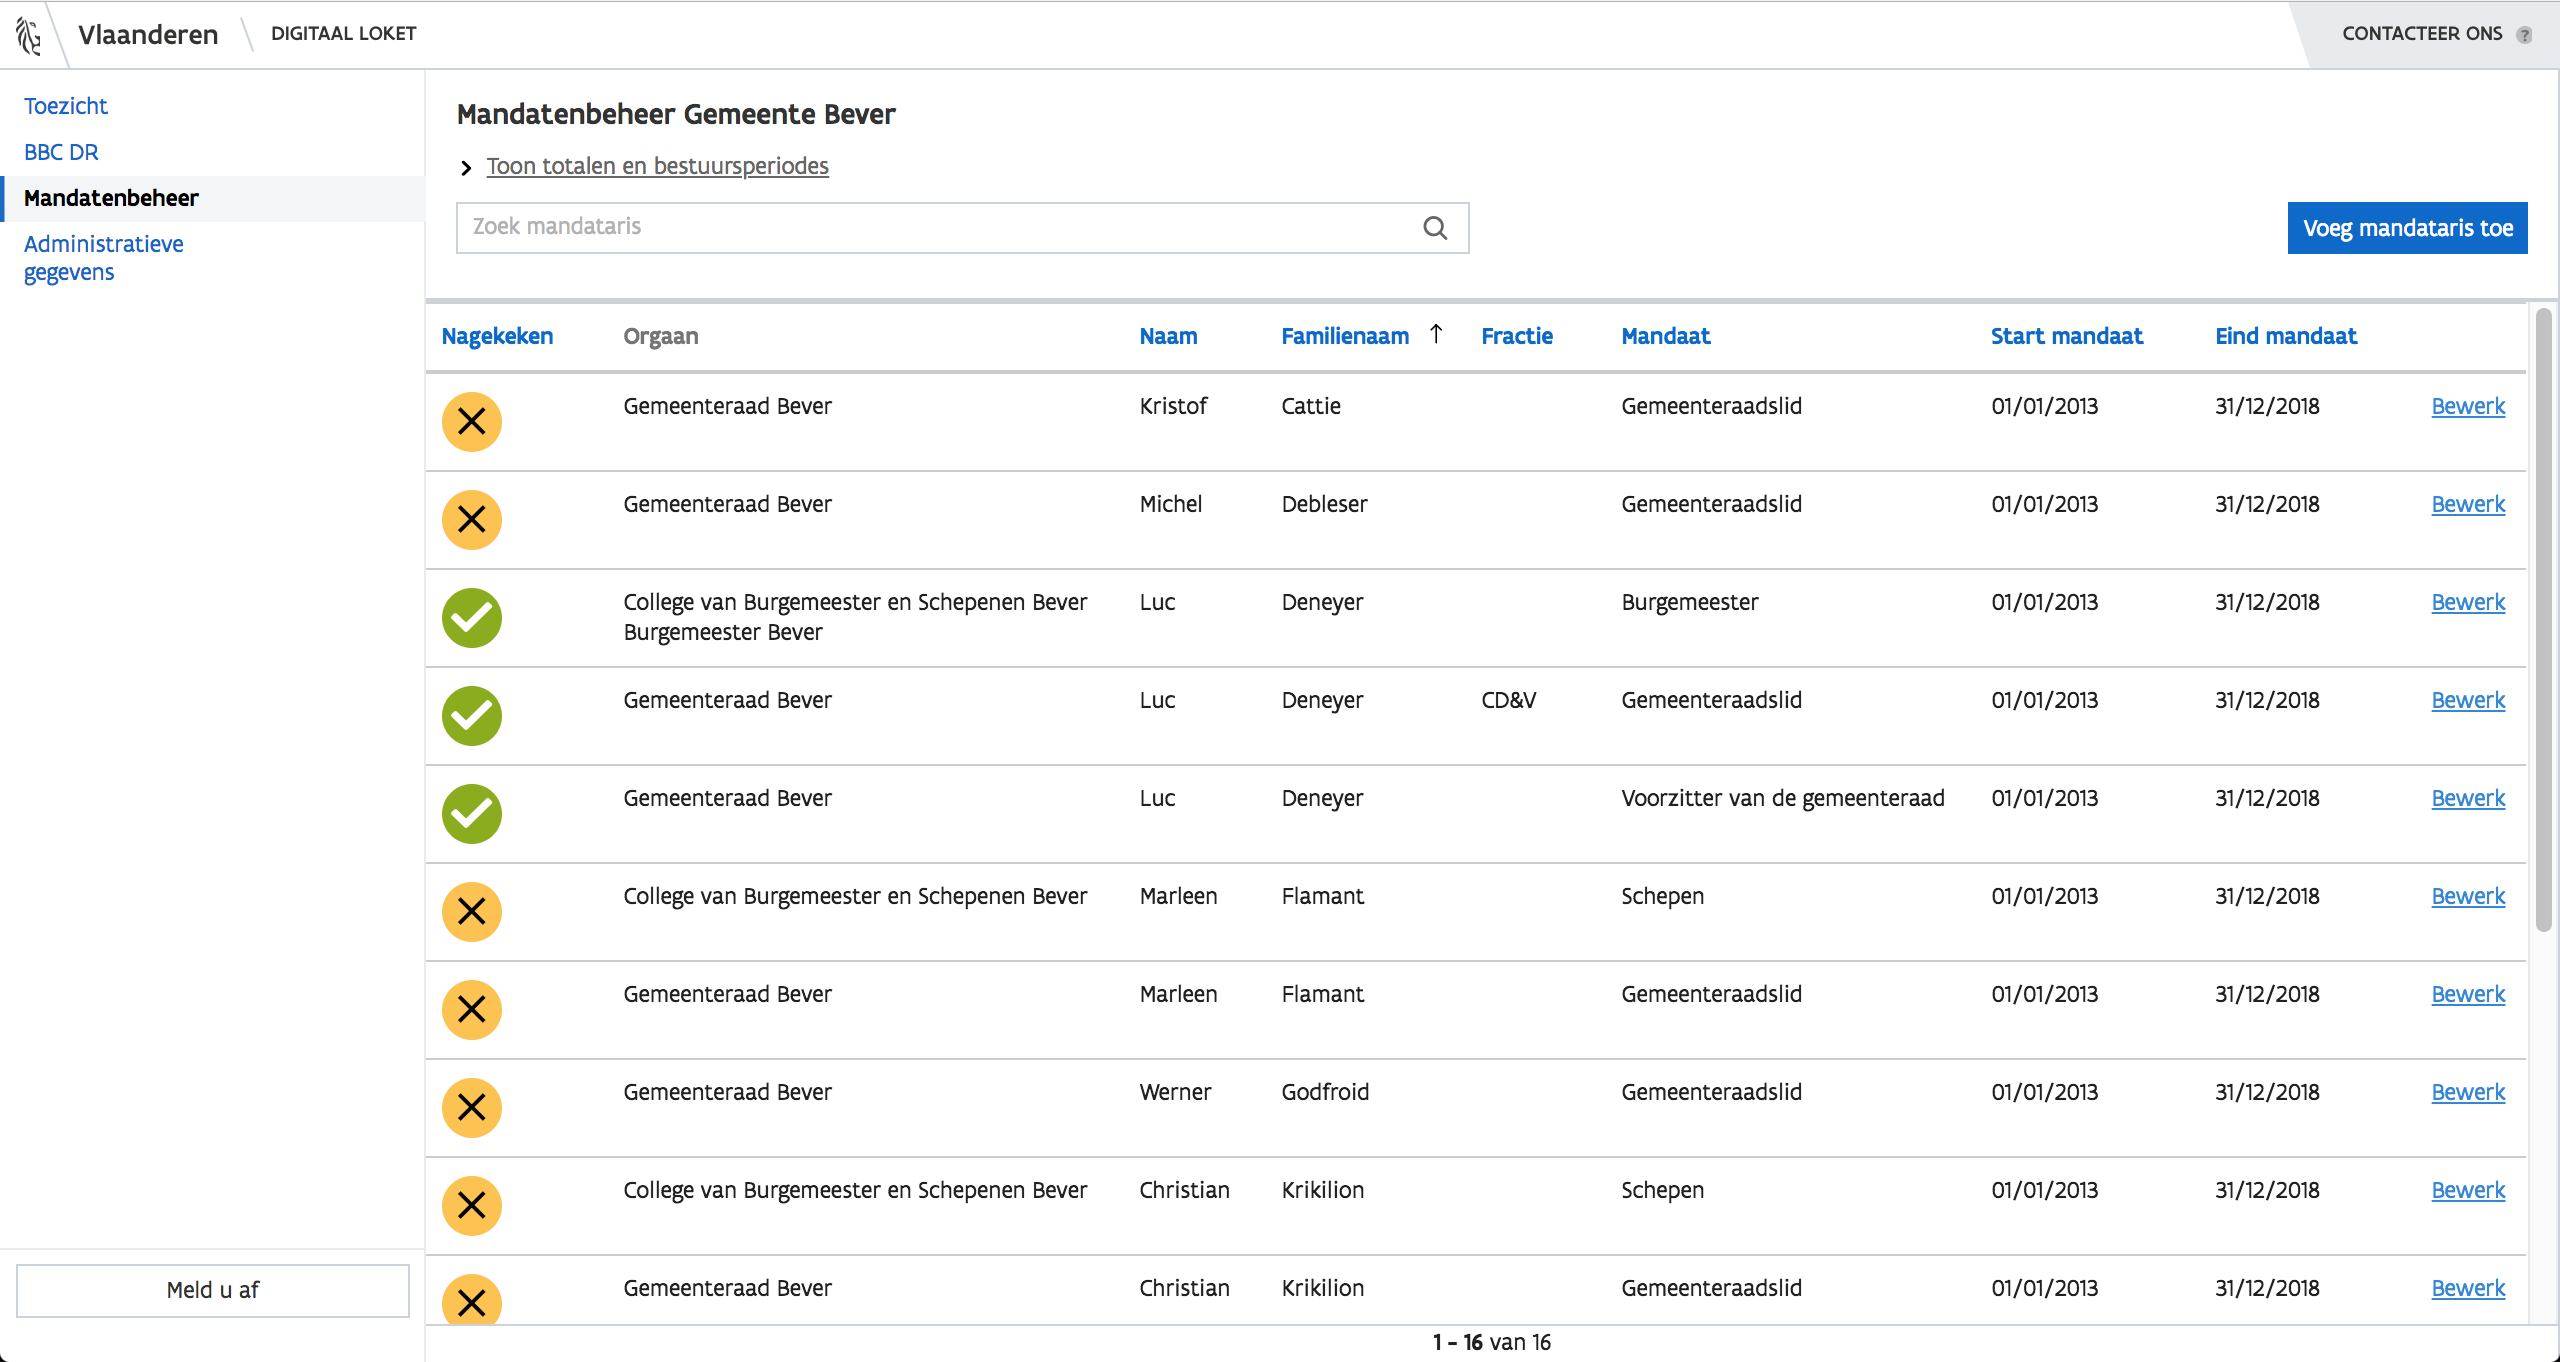 Vlaanderen DIGITAAL LOKET CONTACTEER ONS ?
Toezicht
BBC DR
Mandatenbeheer
Administratieve
gegevens
Meld u af
Mandatenbeheer Gemeente Bever
Toon totalen en bestuursperiodes
Zoek mandataris
Voeg mandataris toe
Nagekeken Orgaan Naam Familienaam ↑ Fractie Mandaat Start mandaat Eind mandaat
Gemeenteraad Bever Kristof Cattie Gemeenteraadslid 01/01/2013 31/12/2018 Bewerk
Gemeenteraad Bever Michel Debleser Gemeenteraadslid 01/01/2013 31/12/2018 Bewerk
College van Burgemeester en Schepenen Bever Luc Deneyer Burgemeester 01/01/2013 31/12/2018 Bewerk
Burgemeester Bever
Gemeenteraad Bever Luc Deneyer CD&V Gemeenteraadslid 01/01/2013 31/12/2018 Bewerk
Gemeenteraad Bever Luc Deneyer Voorzitter van de gemeenteraad 01/01/2013 31/12/2018 Bewerk
College van Burgemeester en Schepenen Bever Marleen Flamant Schepen 01/01/2013 31/12/2018 Bewerk
Gemeenteraad Bever Marleen Flamant Gemeenteraadslid 01/01/2013 31/12/2018 Bewerk
Gemeenteraad Bever Werner Godfroid Gemeenteraadslid 01/01/2013 31/12/2018 Bewerk
College van Burgemeester en Schepenen Bever Christian Krikilion Schepen 01/01/2013 31/12/2018 Bewerk
Gemeenteraad Bever Christian Krikilion Gemeenteraadslid 01/01/2013 31/12/2018 Bewerk
1 - 16 van 16